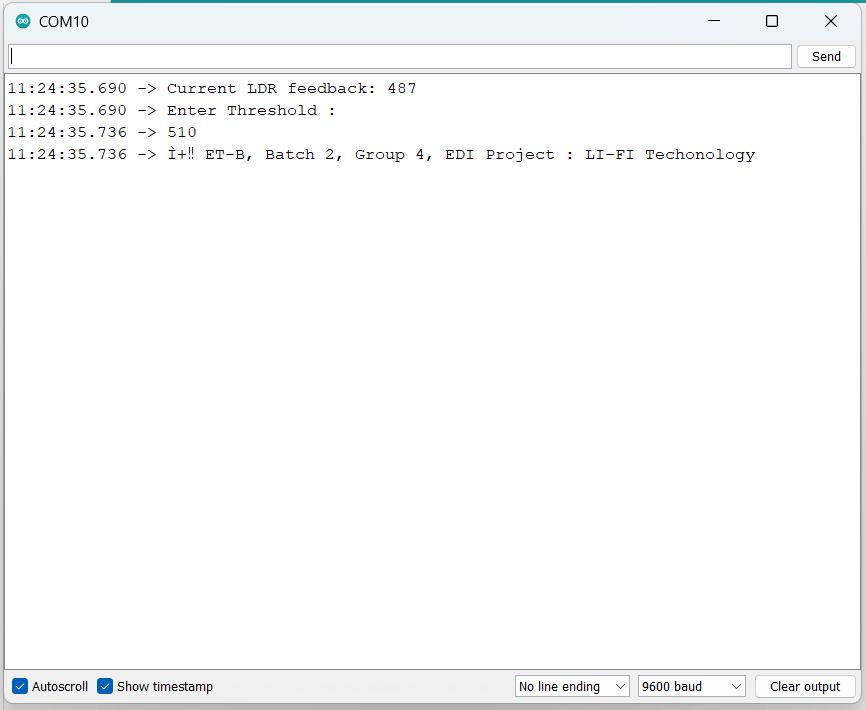 COM10
Send
11:24:35.690 -> Current LDR feedback: 487
11:24:35.690 -> Enter Threshold :
11:24:35.736 -> 510
11:24:35.736 -> Ì+‼ ET-B, Batch 2, Group 4, EDI Project : LI-FI Techonology
Autoscroll Show timestamp No line ending 9600 baud Clear output